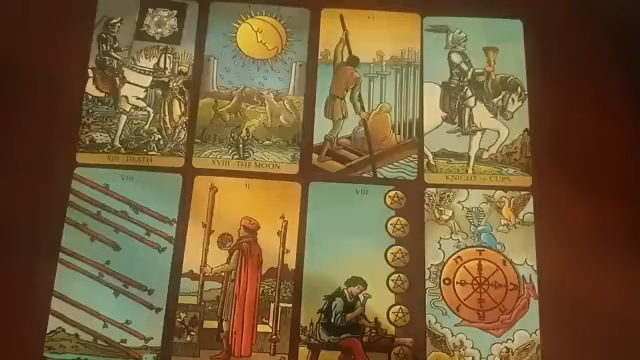 XIII DEATH
XVIII THE MOON
VI
KNIGHT OF CUPS
VIII
II
VIII